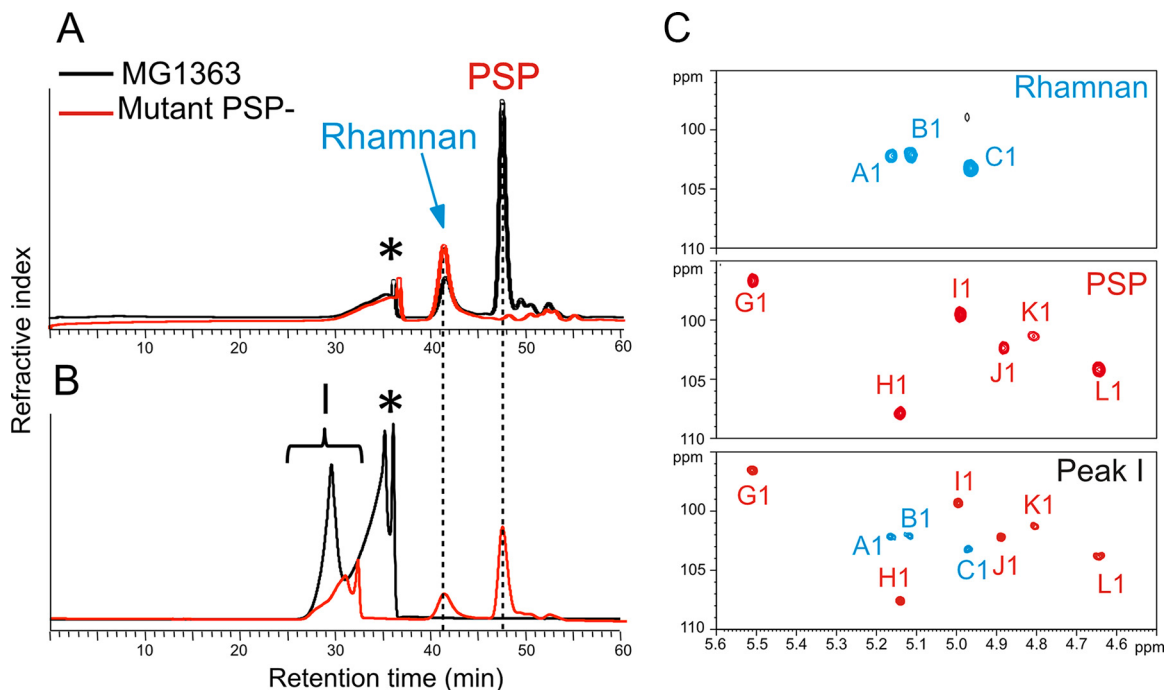 A
MG1363
Mutant PSP-
Rhamnan
PSP
*
10 20 30 40 50 60
B
I
*
10 20 30 40 50 60
Refractive index
Retention time (min)
C
ppm
Rhamnan
100
105
110
A1
B1
C1
ppm
PSP
100
105
110
G1
I1
K1
J1
H1
L1
ppm
Peak I
100
105
110
G1
I1
K1
A1
B1
H1
C1
J1
L1
5.6 5.5 5.4 5.3 5.2 5.1 5.0 4.9 4.8 4.7 4.6 ppm